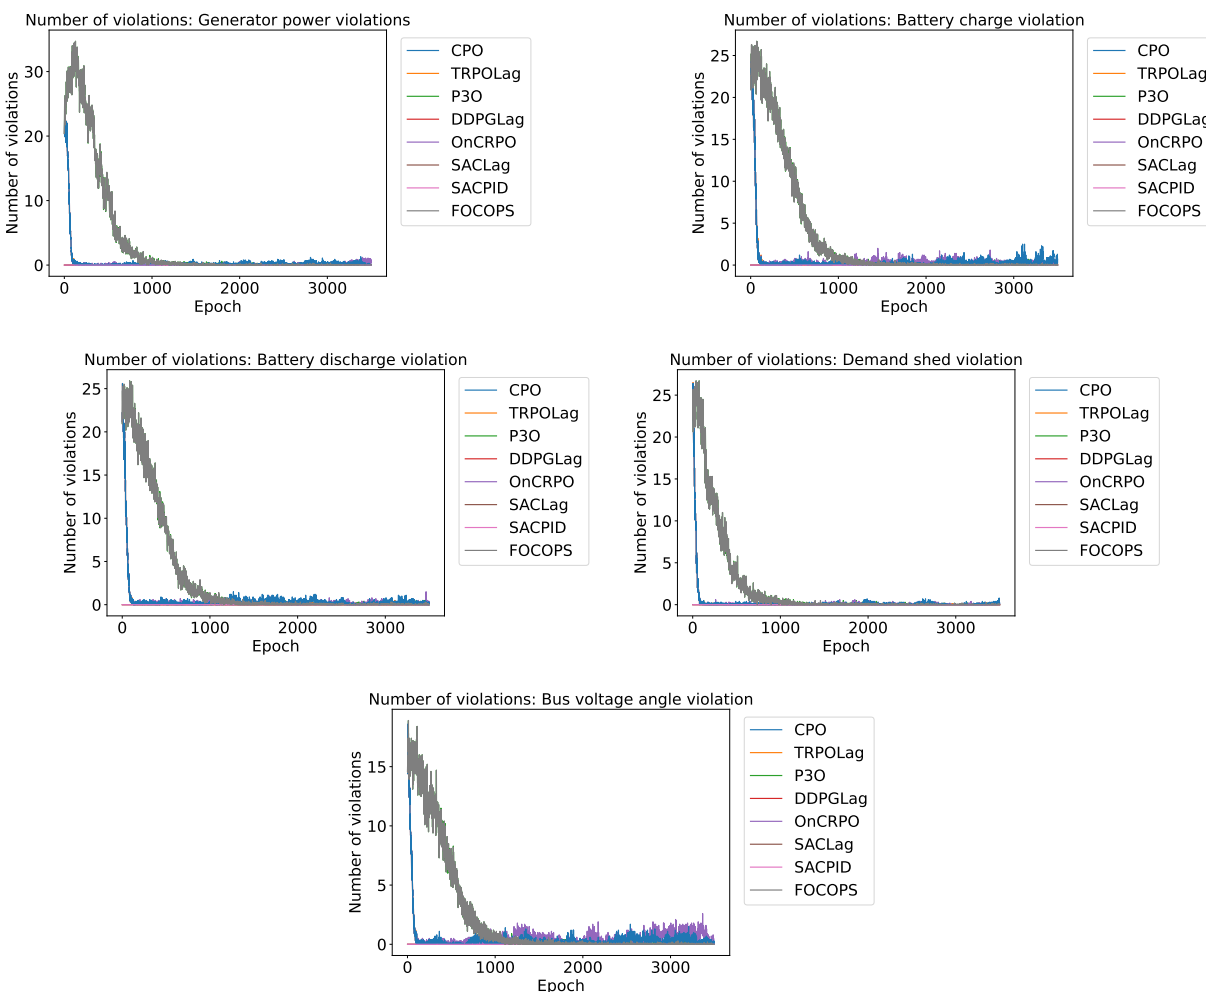 Number of violations: Generator power violations
Number of violations
30
20
10
0
0 1000 2000 3000
Epoch
CPO
TRPOLag
P3O
DDPGLag
OnCRPO
SACLag
SACPID
FOCOPS
Number of violations: Battery charge violation
Number of violations
25
20
15
10
5
0
0 1000 2000 3000
Epoch
CPO
TRPOLag
P3O
DDPGLag
OnCRPO
SACLag
SACPID
FOCOPS
Number of violations: Battery discharge violation
Number of violations
25
20
15
10
5
0
0 1000 2000 3000
Epoch
CPO
TRPOLag
P3O
DDPGLag
OnCRPO
SACLag
SACPID
FOCOPS
Number of violations: Demand shed violation
Number of violations
25
20
15
10
5
0
0 1000 2000 3000
Epoch
CPO
TRPOLag
P3O
DDPGLag
OnCRPO
SACLag
SACPID
FOCOPS
Number of violations: Bus voltage angle violation
Number of violations
15
10
5
0
0 1000 2000 3000
Epoch
CPO
TRPOLag
P3O
DDPGLag
OnCRPO
SACLag
SACPID
FOCOPS